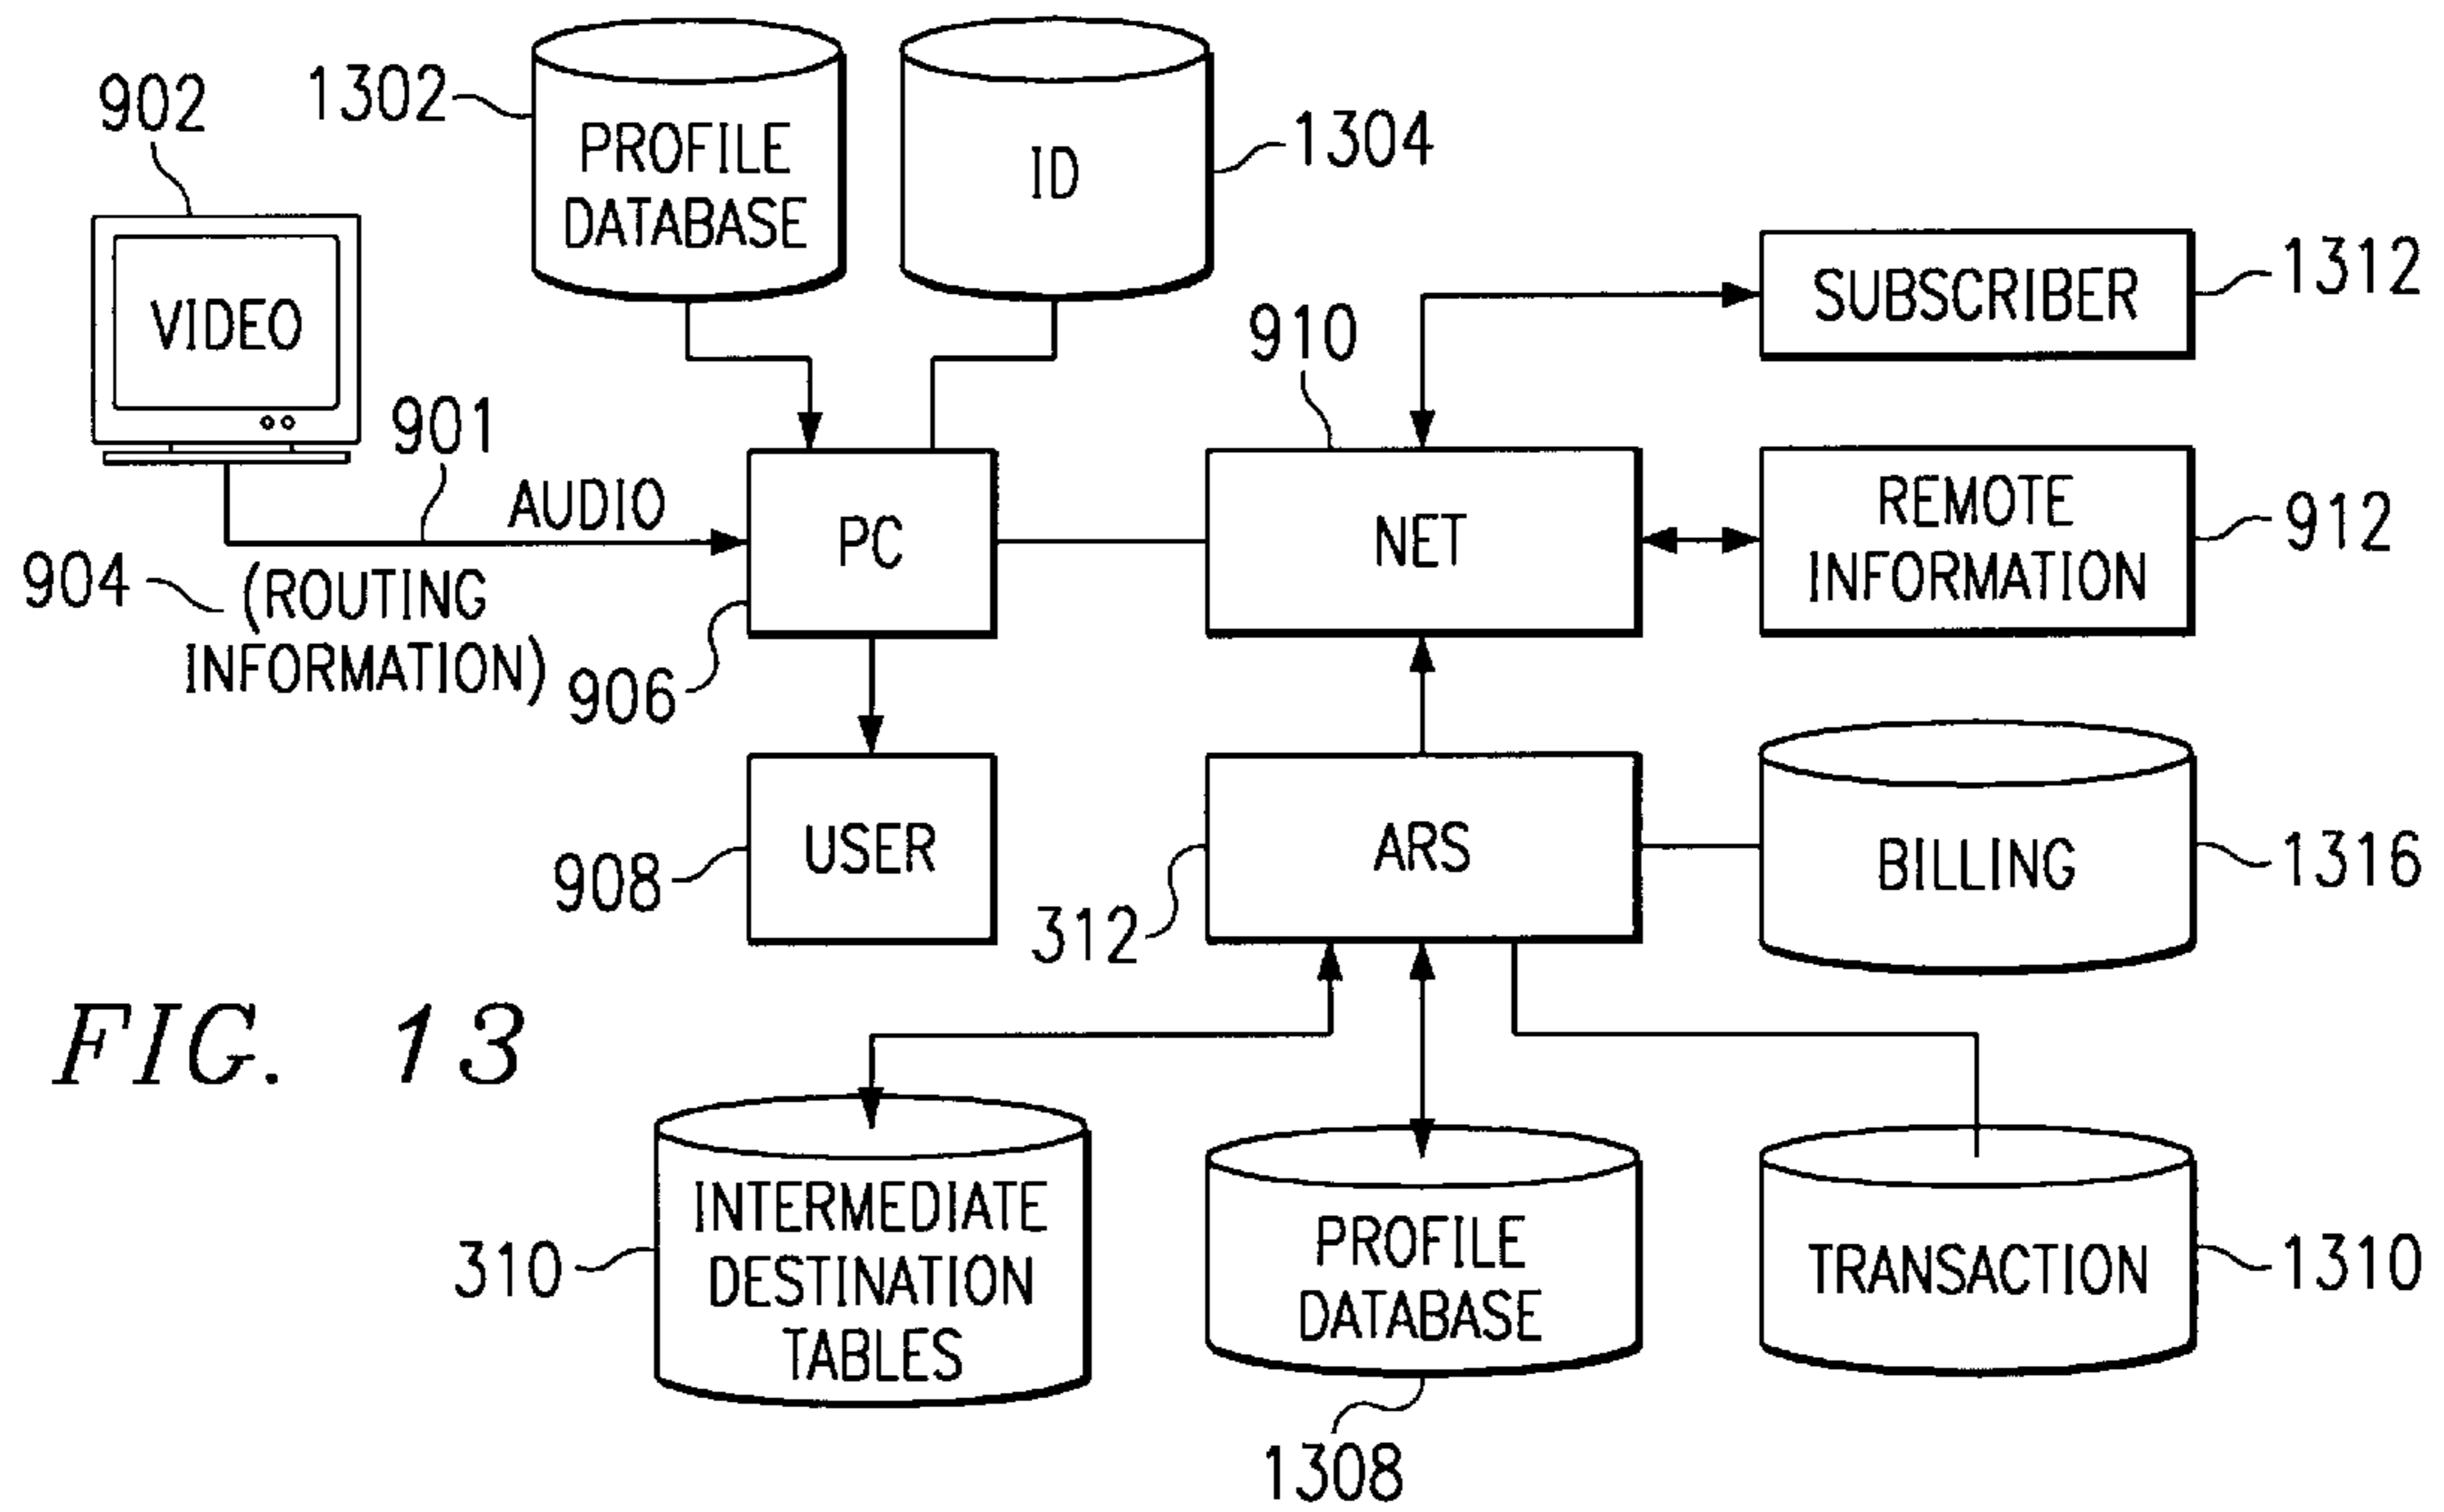 902
1302
PROFILE
DATABASE
ID
1304
VIDEO
SUBSCRIBER
1312
910
901
AUDIO
904
(ROUTING
INFORMATION)
PC
906
NET
REMOTE
INFORMATION
912
USER
908
ARS
312
BILLING
1316
FIG. 13
INTERMEDIATE
DESTINATION
TABLES
310
PROFILE
DATABASE
1308
TRANSACTION
1310